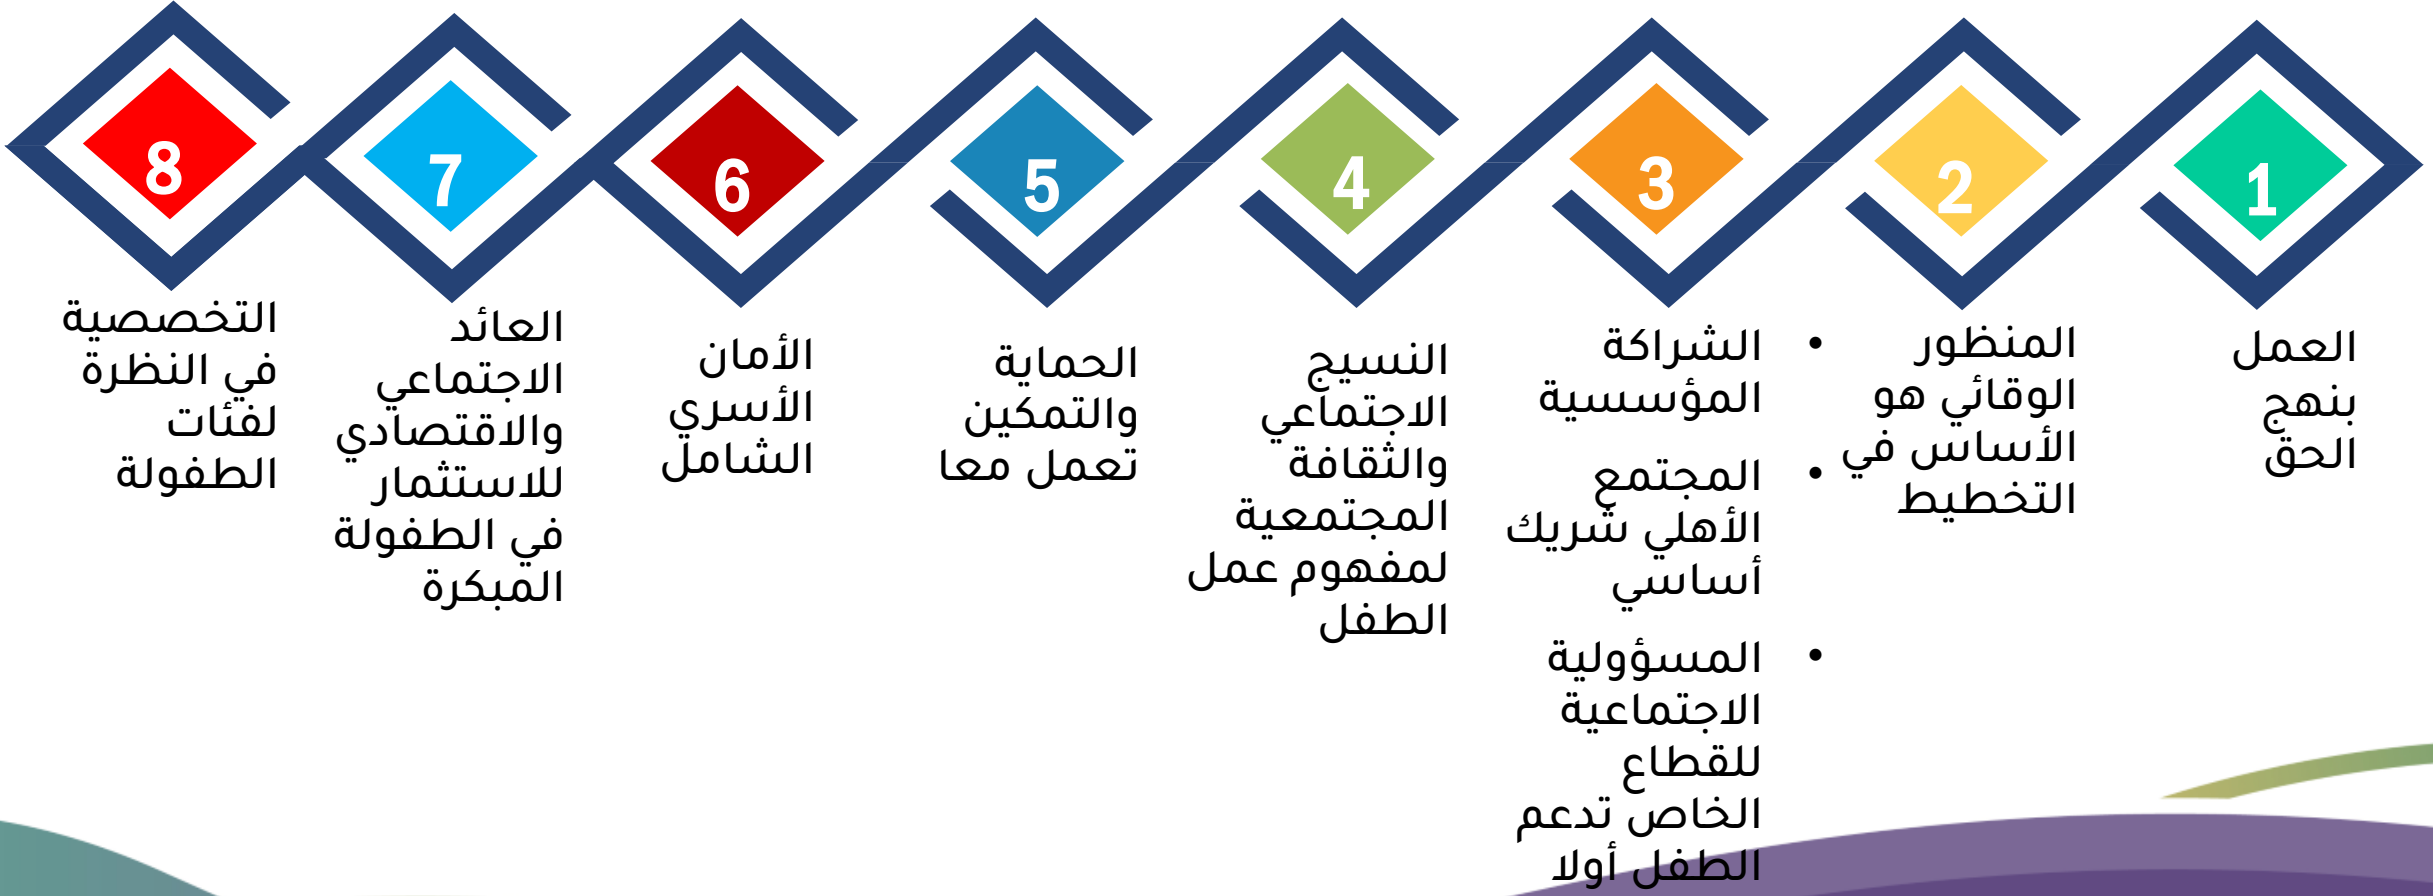 1
العمل
بنهج
الحق
2
المنظور
الوقائي هو
الأساس في
التخطيط
3
• الشراكة
المؤسسية
• المجتمع
الأهلي شريك
أساسي
• المسؤولية
الاجتماعية
للقطاع
الخاص تدعم
الطفل أولا
4
النسيج
الاجتماعي
والثقافة
المجتمعية
لمفهوم عمل
الطفل
5
الحماية
والتمكين
تعمل معا
6
الأمان
الأسري
الشامل
7
العائد
الاجتماعي
والاقتصادي
للاستثمار
في الطفولة
المبكرة
8
التخصصية
في النظرة
لفئات
الطفولة